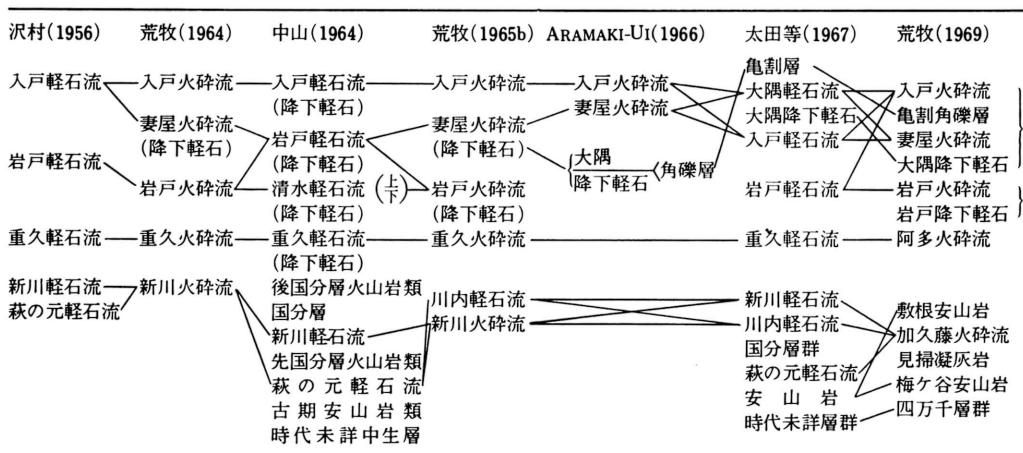 沢村(1956) 荒牧(1964) 中山(1964) 荒牧(1965b) ARAMAKI-UI(1966) 太田等(1967) 荒牧(1969)
亀割層
入戸軽石流 入戸火砕流 入戸軽石流 入戸火砕流 入戸火砕流 大隅軽石流 入戸火砕流
(降下軽石) 妻屋火砕流 大隅降下軽石 亀割角礫層
妻屋火砕流 岩戸軽石流 妻屋火砕流 入戸軽石流 妻屋火砕流
(降下軽石) (降下軽石) (降下軽石) 大隅 降下軽石 角礫層 大隅降下軽石
岩戸軽石流 岩戸火砕流 清水軽石流 (上下) 岩戸火砕流 岩戸軽石流 岩戸火砕流
(降下軽石) (降下軽石) 岩戸降下軽石
重久軽石流 重久火砕流 重久軽石流 重久火砕流 重久軽石流 阿多火砕流
(降下軽石)
新川軽石流 新川火砕流 後国分層火山岩類 川内軽石流 新川軽石流 敷根安山岩
萩の元軽石流 国分層 新川火砕流 川内軽石流 加久藤火砕流
新川軽石流 国分層群 見掃凝灰岩
先国分層火山岩類 萩の元軽石流 梅ケ谷安山岩
萩の元軽石流 安山岩 四万千層群
古期安山岩類 時代未詳層群
時代未詳中生層